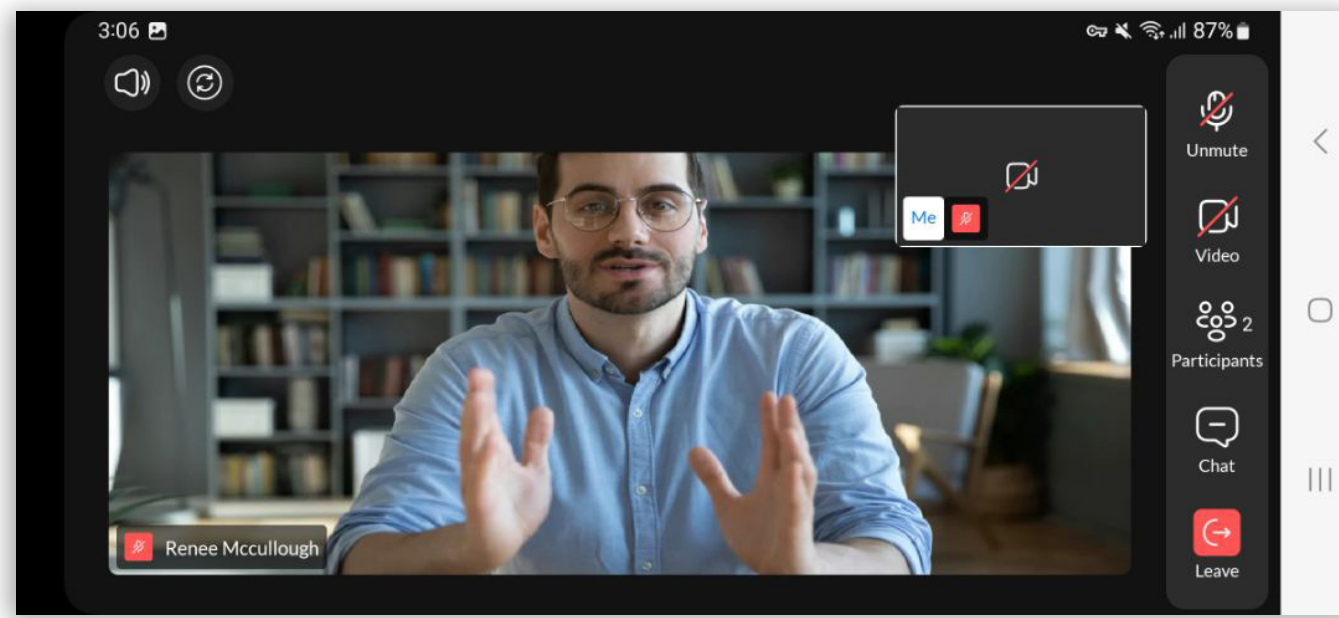 3:06
87%
Unmute
Me
Video
2
Participants
Chat
Renee Mccullough
Leave